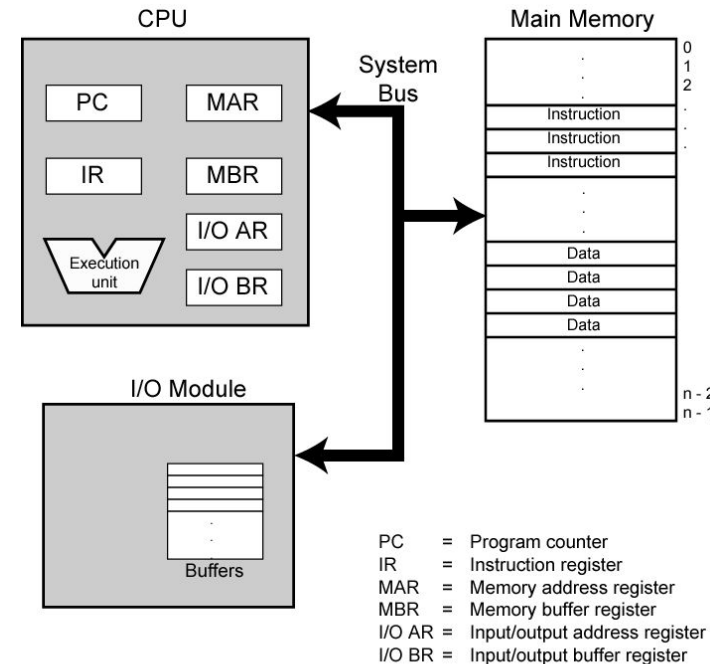 CPU
PC
MAR
IR
MBR
I/O AR
I/O BR
Execution
unit
System
Bus
Main Memory
0
1
2
.
.
.
.
.
.
Instruction
Instruction
Instruction
.
.
.
Data
Data
Data
Data
.
.
.
n - 2
n - 1
I/O Module
.
.
.
Buffers
PC = Program counter
IR = Instruction register
MAR = Memory address register
MBR = Memory buffer register
I/O AR = Input/output address register
I/O BR = Input/output buffer register